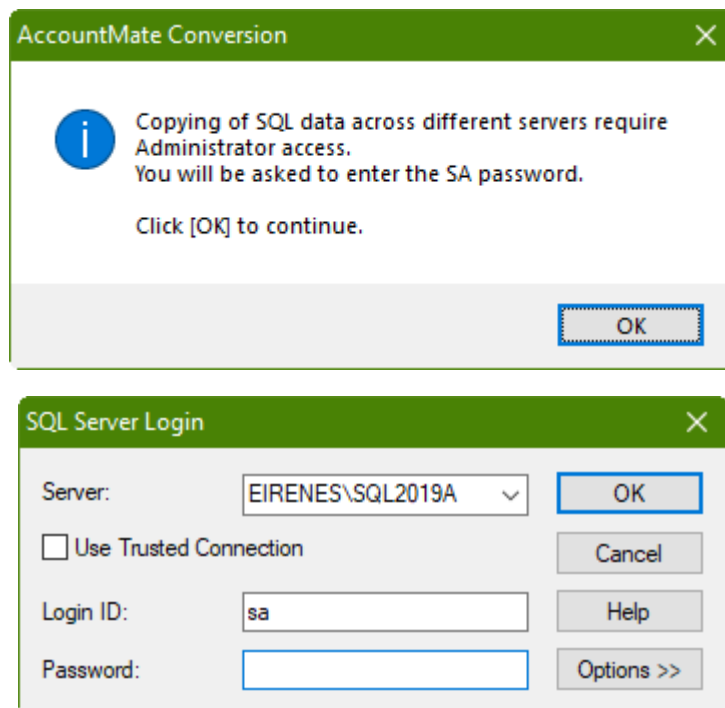 AccountMate Conversion
Copying of SQL data across different servers require
Administrator access.
You will be asked to enter the SA password.
Click [OK] to continue.
OK
SQL Server Login
Server: EIRENES\SQL2019A OK
Use Trusted Connection Cancel
Login ID: sa Help
Password: Options >>